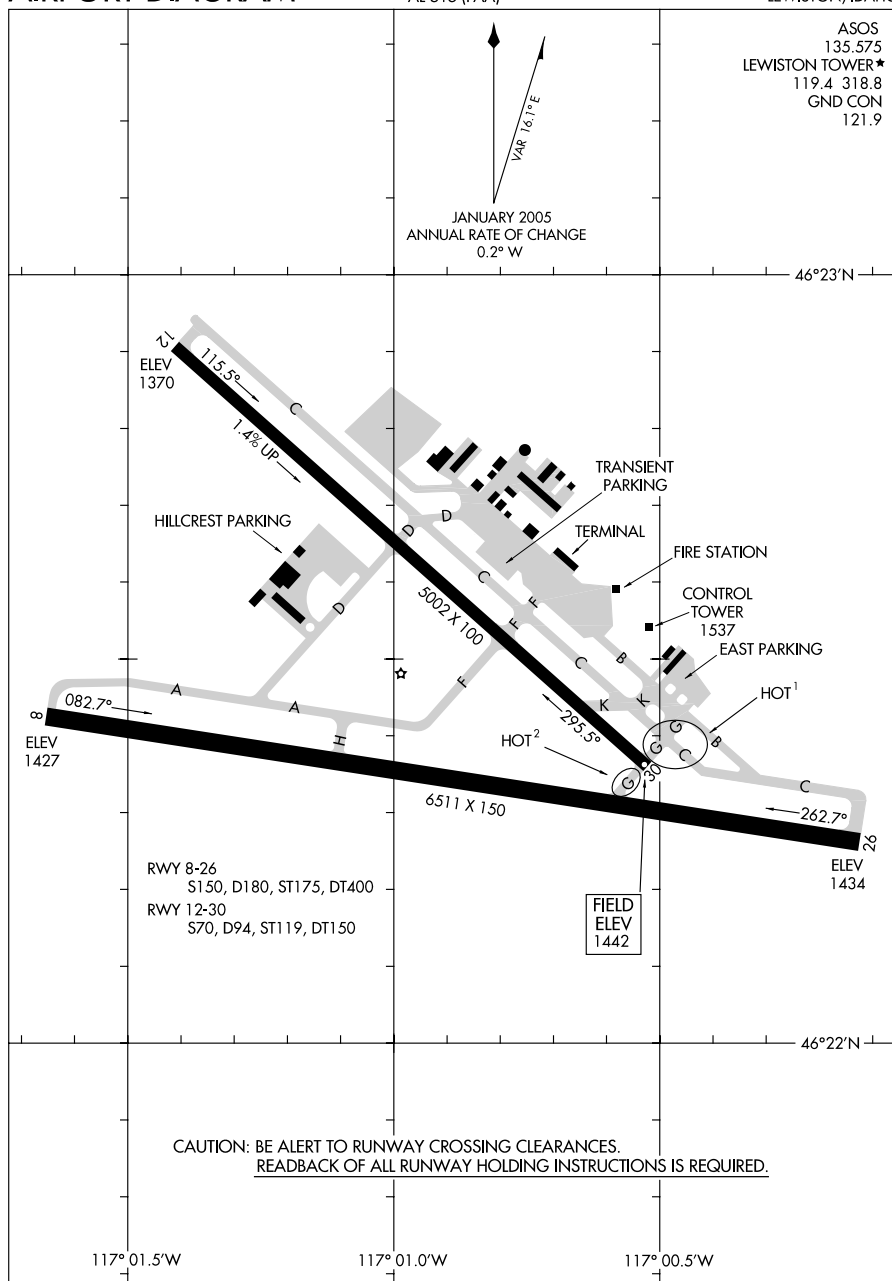 ASOS
135.575
LEWISTON TOWER★
119.4 318.8
GND CON
121.9
VAR 16.1° E
JANUARY 2005
ANNUAL RATE OF CHANGE
0.2° W
46°23'N
12
ELEV
1370
115.5°
C
1.4% UP
TRANSIENT
PARKING
HILLCREST PARKING
D
D
TERMINAL
FIRE STATION
C
D
5002 X 100
F
F
CONTROL
TOWER
1537
B
EAST PARKING
C
F
A
A
K
K
HOT 1
8
082.7°
ELEV
1427
H
295.5°
HOT 2
G
G
B
C
30
G
C
6511 X 150
262.7°
26
ELEV
1434
RWY 8-26
S150, D180, ST175, DT400
RWY 12-30
S70, D94, ST119, DT150
FIELD
ELEV
1442
46°22'N
CAUTION: BE ALERT TO RUNWAY CROSSING CLEARANCES.
READBACK OF ALL RUNWAY HOLDING INSTRUCTIONS IS REQUIRED.
117° 01.5'W
117° 01.0'W
117° 00.5'W